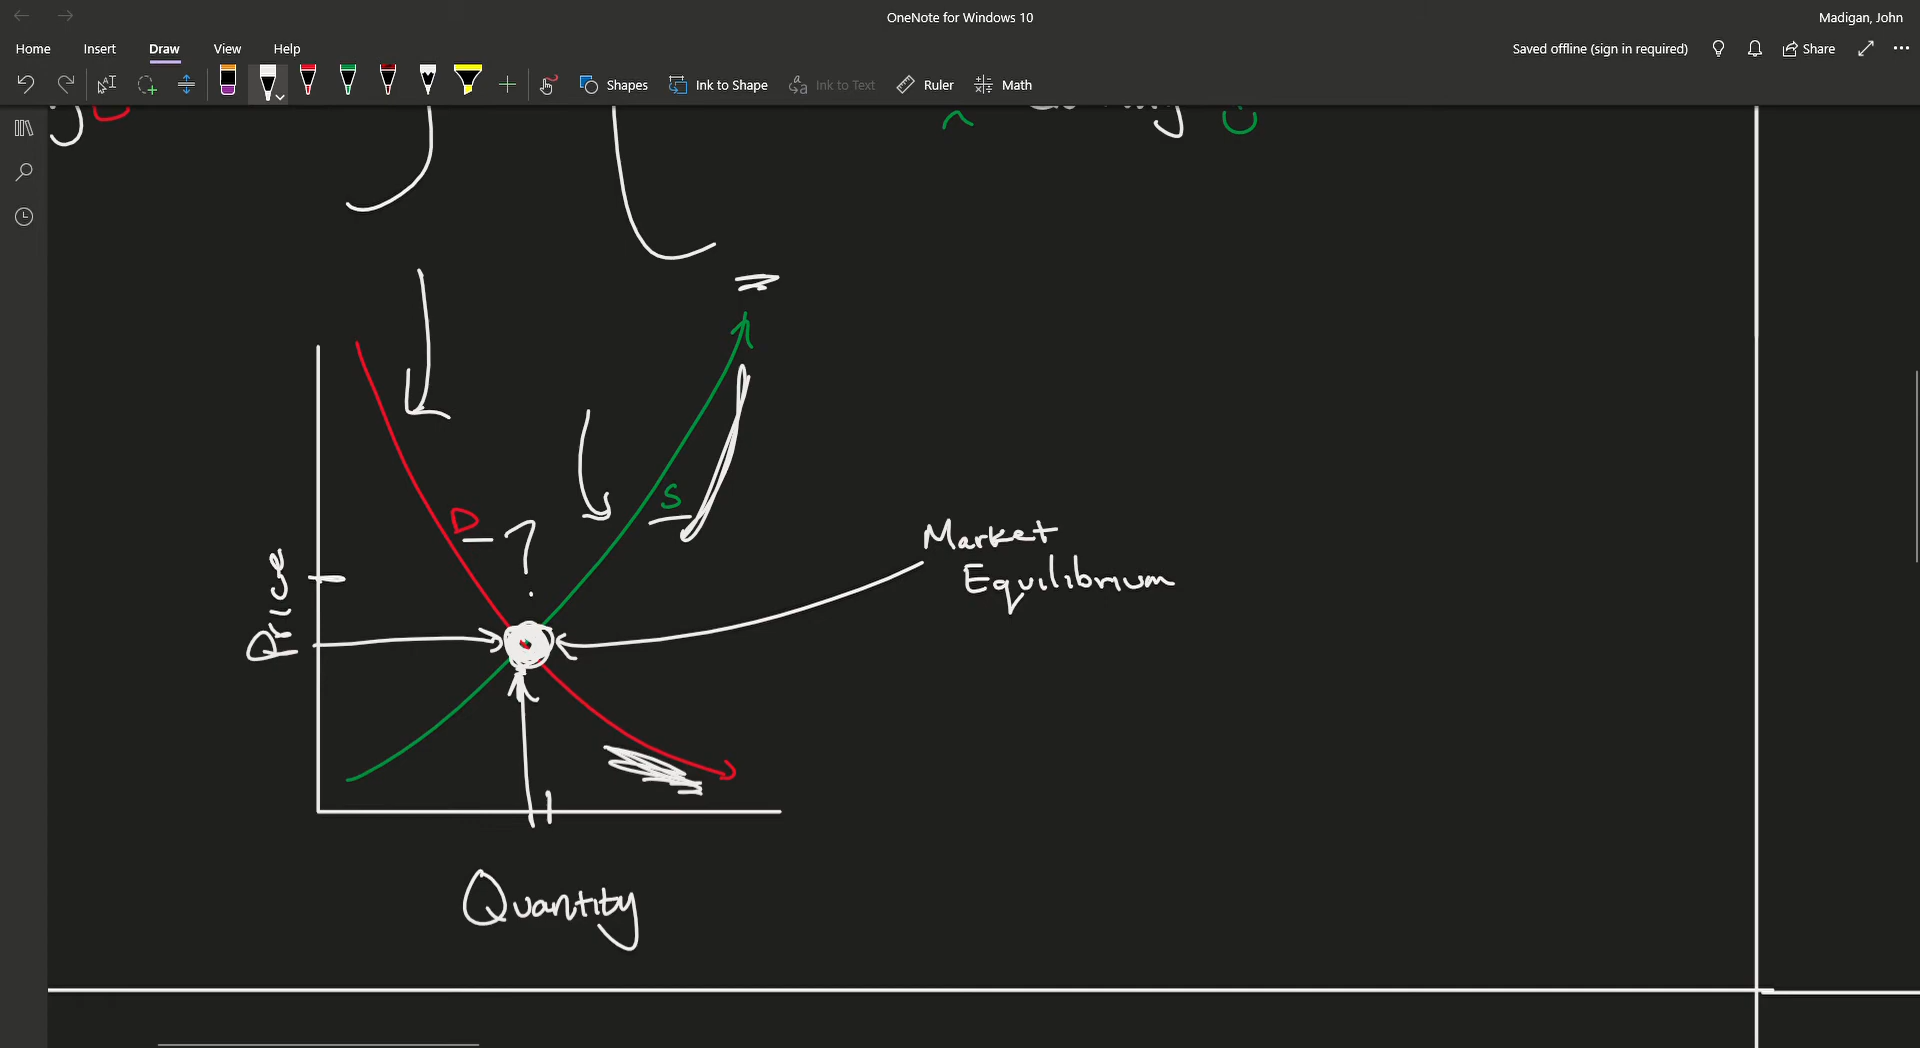 OneNote for Windows 10
Madigan, John
Home Insert Draw View Help
Saved offline (sign in required) Share
Shapes Ink to Shape Ink to Text Ruler Math
S
D ?
Market
Equilibrium
Price
Quantity